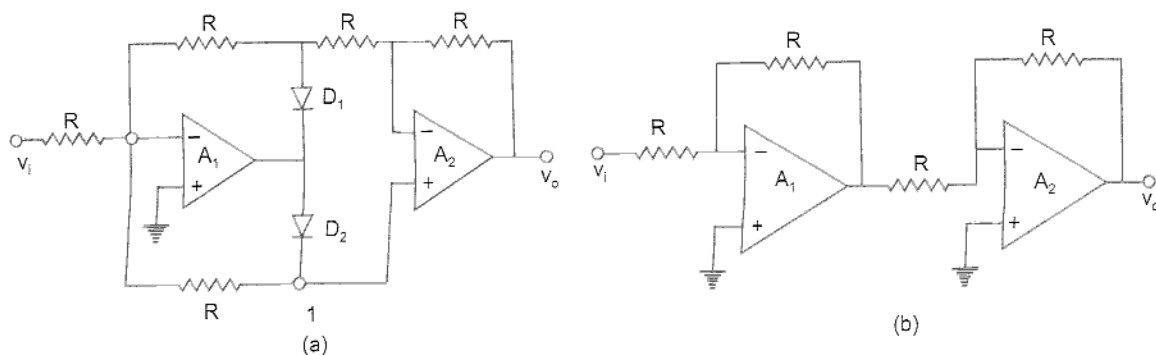 R R R
R R
D₁
R R
− − − −
A₁ A₂ A₁ R A₂
vᵢ + + vₒ vᵢ + + vₒ
D₂
R 1
(a) (b)